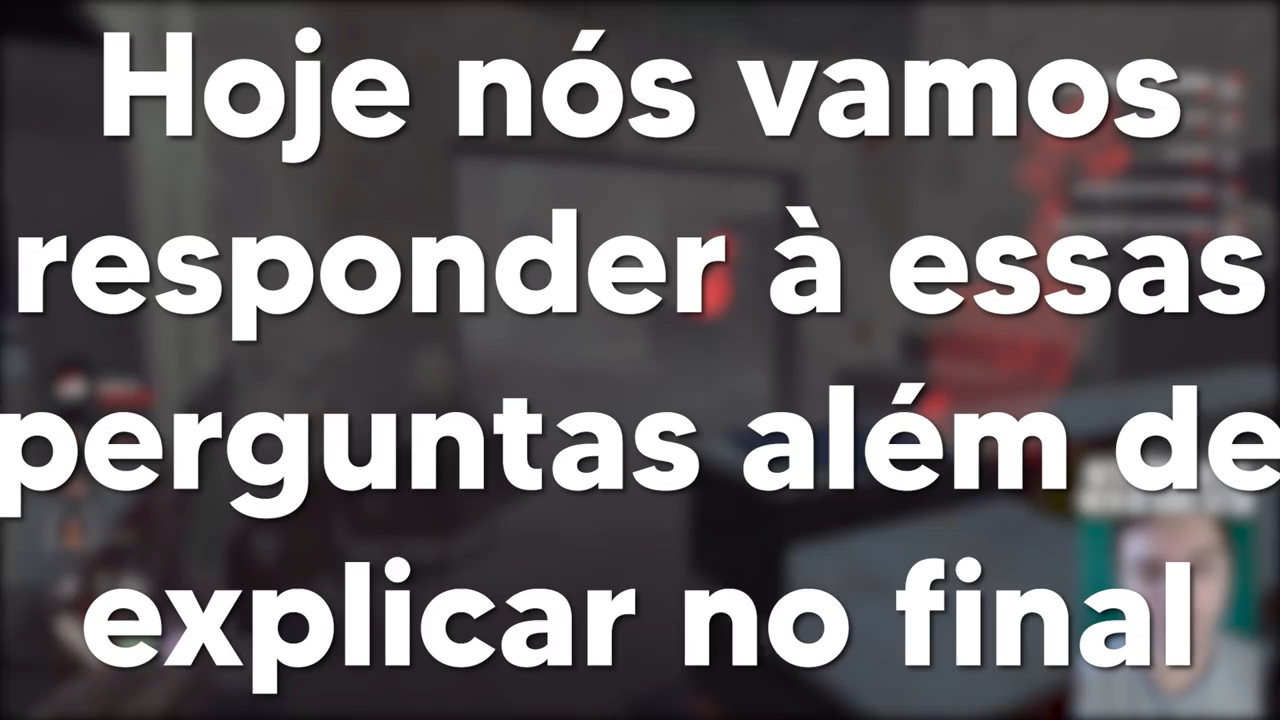 Hoje nós vamos
responder à essas
perguntas além de
explicar no final